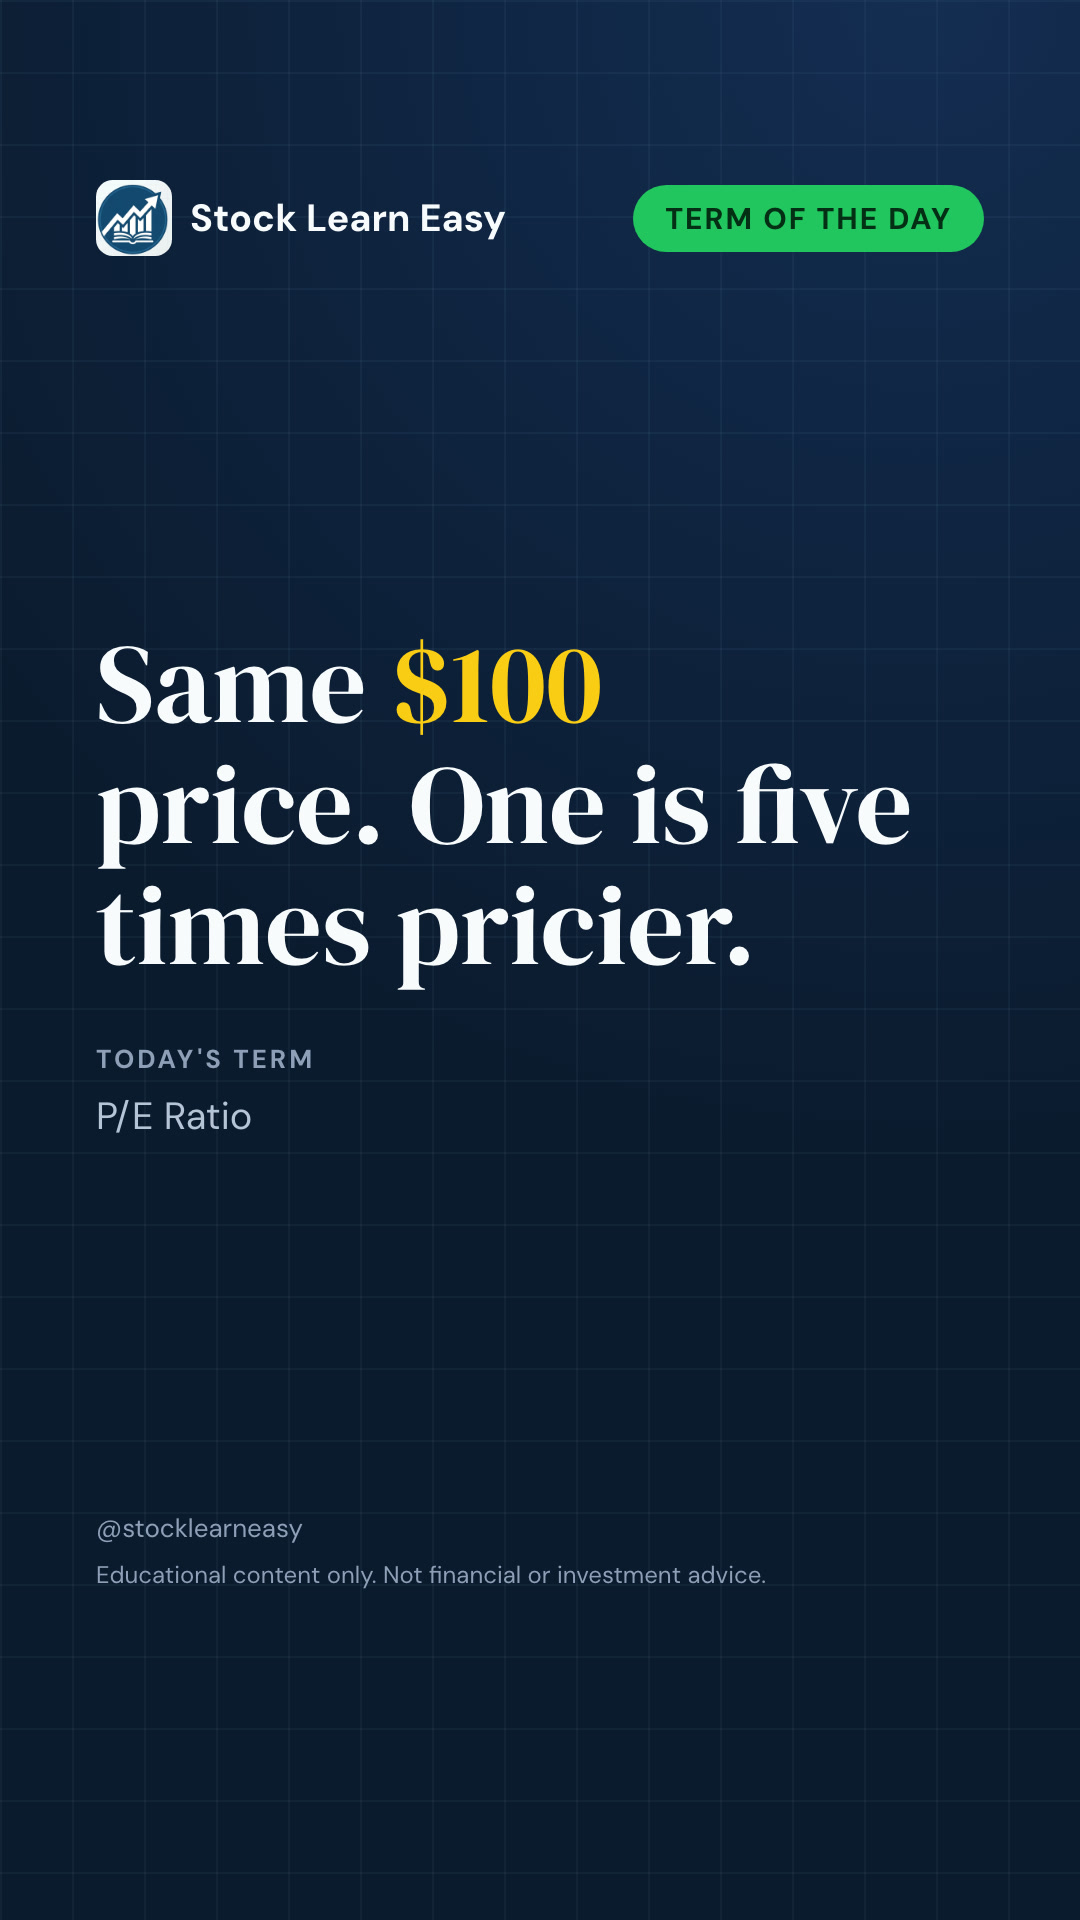 Stock Learn Easy
TERM OF THE DAY
Same $100
price. One is five
times pricier.
TODAY'S TERM
P/E Ratio
@stocklearneasy
Educational content only. Not financial or investment advice.